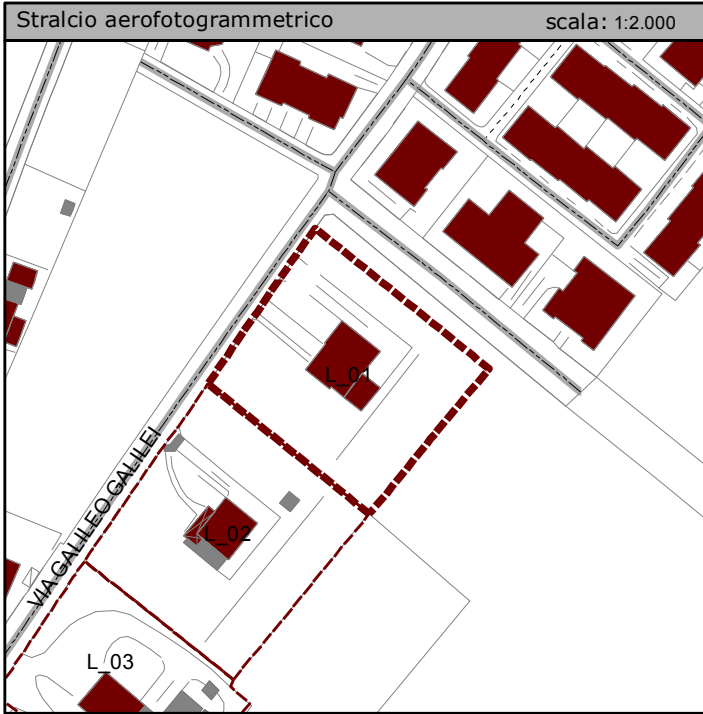 Stralcio aerofotogrammetrico
scala: 1:2.000
L_01
VIA GALILEO GALILEI
L_02
L_03